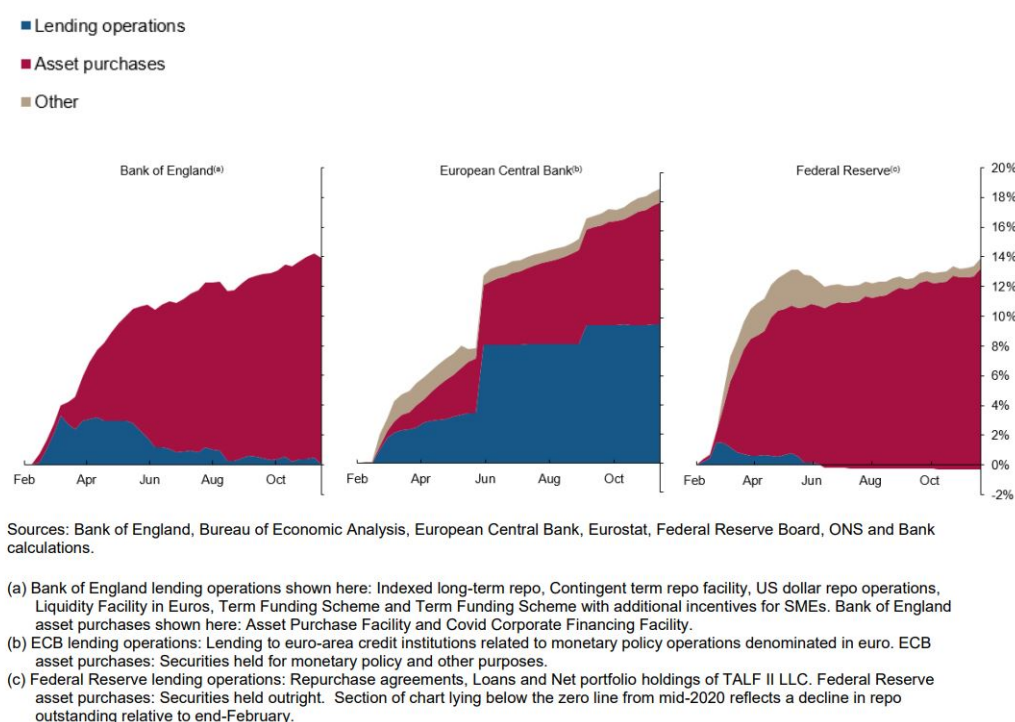 Lending operations
Asset purchases
Other
Bank of England(a)
European Central Bank(b)
Federal Reserve(c)
20%
18%
16%
14%
12%
10%
8%
6%
4%
2%
0%
-2%
Feb Apr Jun Aug Oct
Apr Jun Aug Oct
Feb
Feb Apr Jun Aug Oct
Sources: Bank of England, Bureau of Economic Analysis, European Central Bank, Eurostat, Federal Reserve Board, ONS and Bank
calculations.
(a) Bank of England lending operations shown here: Indexed long-term repo, Contingent term repo facility, US dollar repo operations,
Liquidity Facility in Euros, Term Funding Scheme and Term Funding Scheme with additional incentives for SMEs. Bank of England
asset purchases shown here: Asset Purchase Facility and Covid Corporate Financing Facility.
(b) ECB lending operations: Lending to euro-area credit institutions related to monetary policy operations denominated in euro. ECB
asset purchases: Securities held for monetary policy and other purposes.
(c) Federal Reserve lending operations: Repurchase agreements, Loans and Net portfolio holdings of TALF II LLC. Federal Reserve
asset purchases: Securities held outright. Section of chart lying below the zero line from mid-2020 reflects a decline in repo
outstanding relative to end-February.